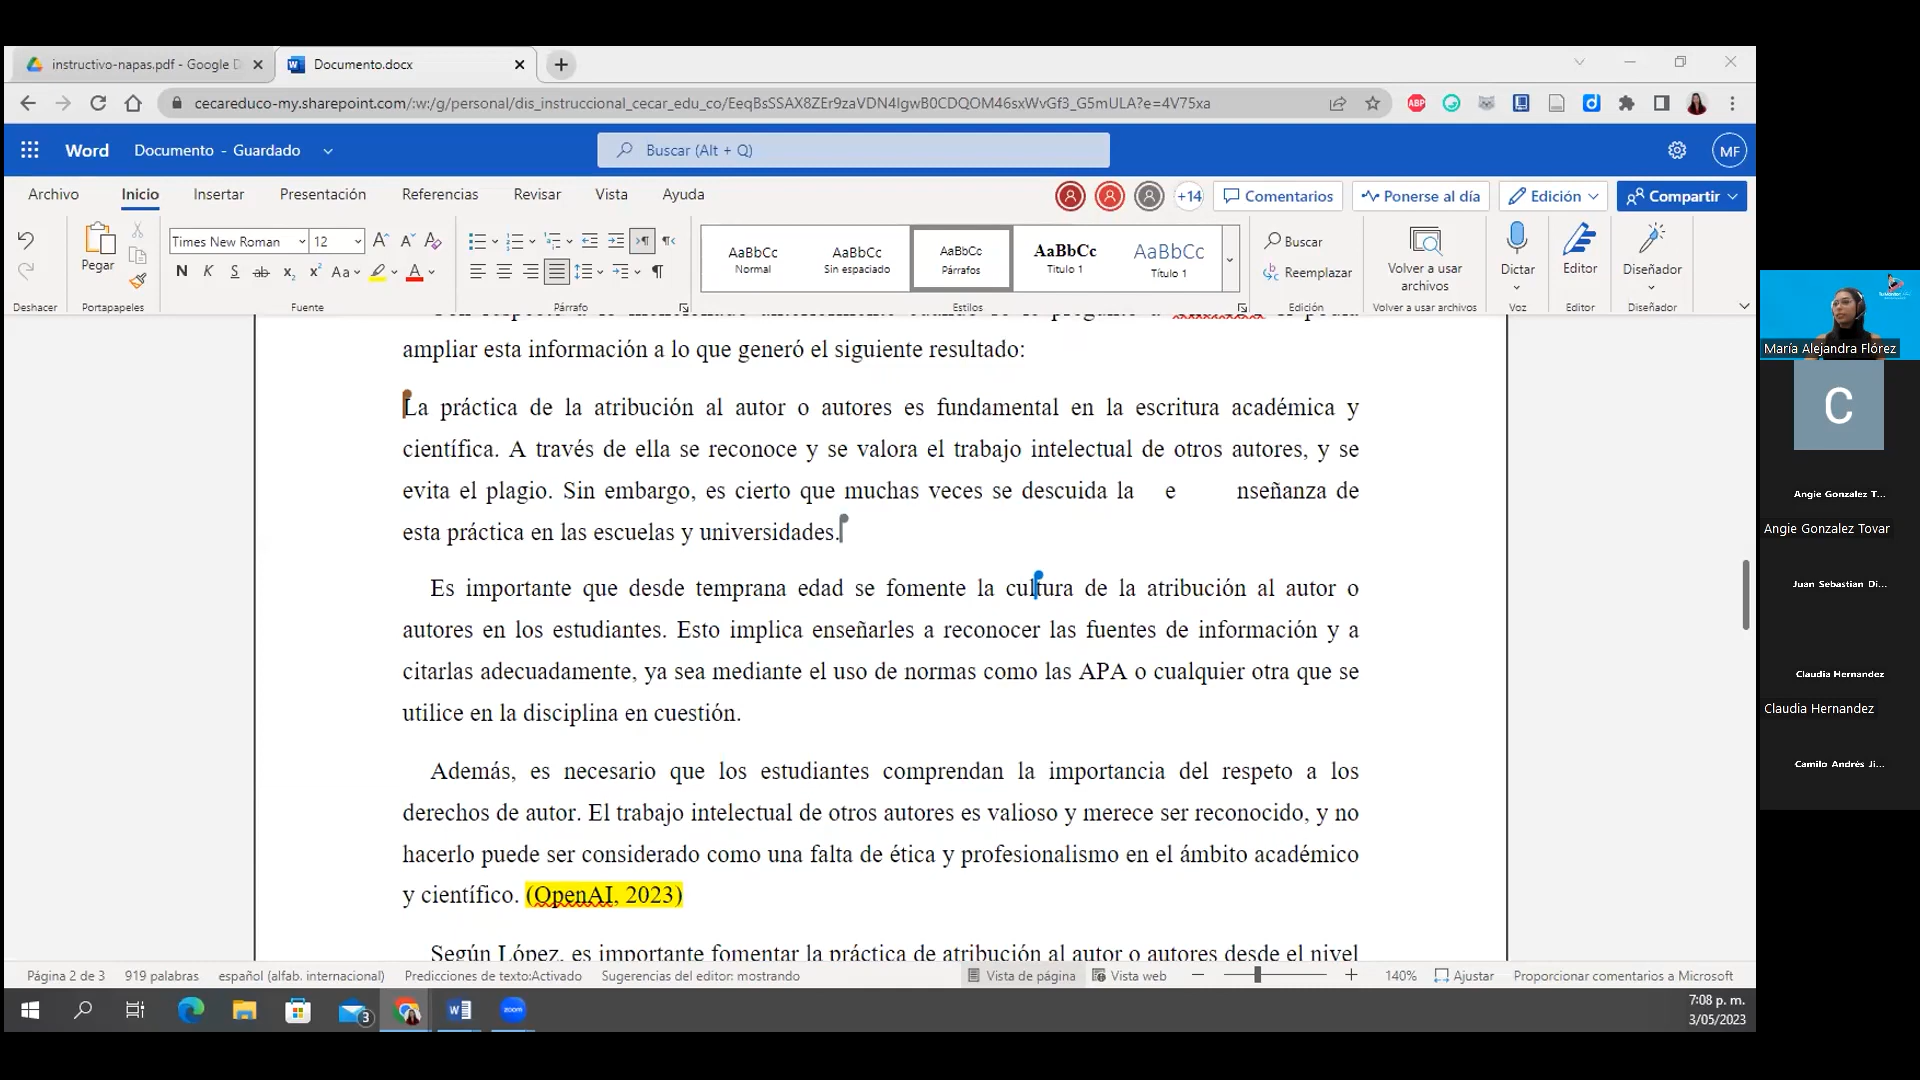 instructivo-napas.pdf - Google D
Documento.docx
cecareduco-my.sharepoint.com/:w:/g/personal/dis_instruccional_cecar_edu_co/EeqBsSSAX8ZEr9zaVDN4IgwB0CDQOM46sxWvGf3_G5mULA?e=4V75xa
ABP
Word
Documento - Guardado
Buscar (Alt + Q)
MF
Archivo
Inicio
Insertar
Presentación
Referencias
Revisar
Vista
Ayuda
+14
Comentarios
Ponerse al día
Edición
Compartir
Pegar
Times New Roman
12
N K S ab x₂ x² Aa A
AaBbCc
Normal
AaBbCc
Sin espaciado
AaBbCc
Párrafos
AaBbCc
Titulo 1
AaBbCc
Título 1
Buscar
Reemplazar
Volver a usar
archivos
Dictar
Editor
Diseñador
Deshacer
Portapapeles
Fuente
Párrafo
Estilos
Edición
Volver a usar archivos
Voz
Editor
Diseñador
ampliar esta información a lo que generó el siguiente resultado:
La práctica de la atribución al autor o autores es fundamental en la escritura académica y
científica. A través de ella se reconoce y se valora el trabajo intelectual de otros autores, y se
evita el plagio. Sin embargo, es cierto que muchas veces se descuida la e nseñanza de
esta práctica en las escuelas y universidades.
Es importante que desde temprana edad se fomente la cultura de la atribución al autor o
autores en los estudiantes. Esto implica enseñarles a reconocer las fuentes de información y a
citarlas adecuadamente, ya sea mediante el uso de normas como las APA o cualquier otra que se
utilice en la disciplina en cuestión.
Además, es necesario que los estudiantes comprendan la importancia del respeto a los
derechos de autor. El trabajo intelectual de otros autores es valioso y merece ser reconocido, y no
hacerlo puede ser considerado como una falta de ética y profesionalismo en el ámbito académico
y científico. (OpenAI, 2023)
Según López, es importante fomentar la práctica de atribución al autor o autores desde el nivel
Página 2 de 3
919 palabras
español (alfab. internacional)
Predicciones de texto:Activado
Sugerencias del editor: mostrando
Vista de página
Vista web
140%
Ajustar
Proporcionar comentarios a Microsoft
3
zoom
7:08 p. m.
3/05/2023
María Alejandra Flórez
C
Angie Gonzalez T...
Angie Gonzalez Tovar
Juan Sebastian Di...
Claudia Hernandez
Claudia Hernandez
Camilo Andrés Ji...